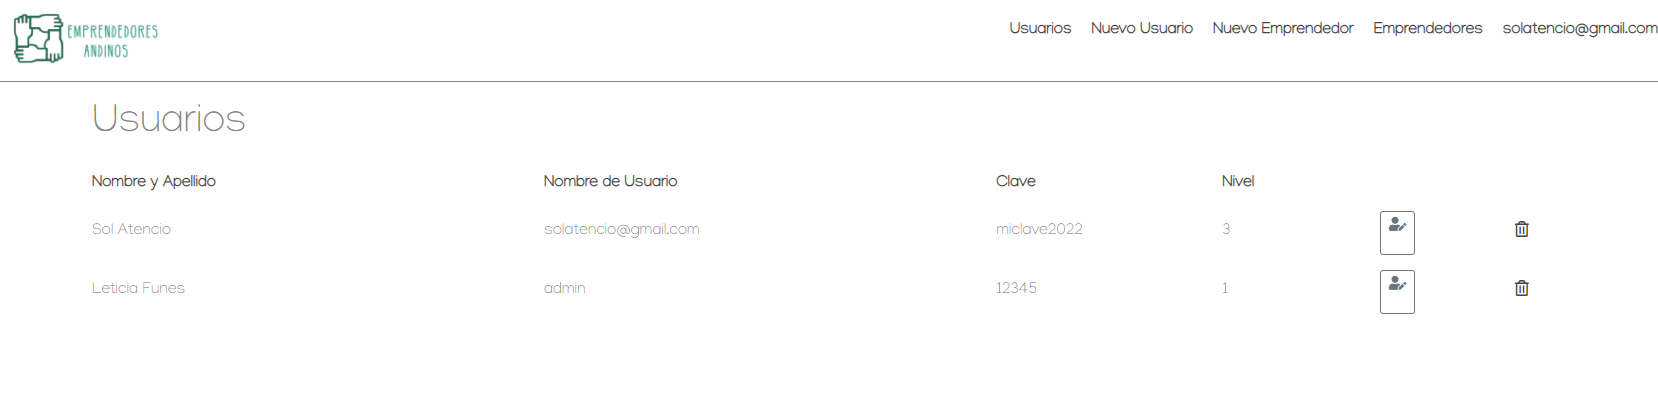 EMPRENDEDORES
ANDINOS
Usuarios Nuevo Usuario Nuevo Emprendedor Emprendedores solatencio@gmail.com
Usuarios
Nombre y Apellido Nombre de Usuario Clave Nivel
Sol Atencio solatencio@gmail.com miclave2022 3
Leticia Funes admin 12345 1